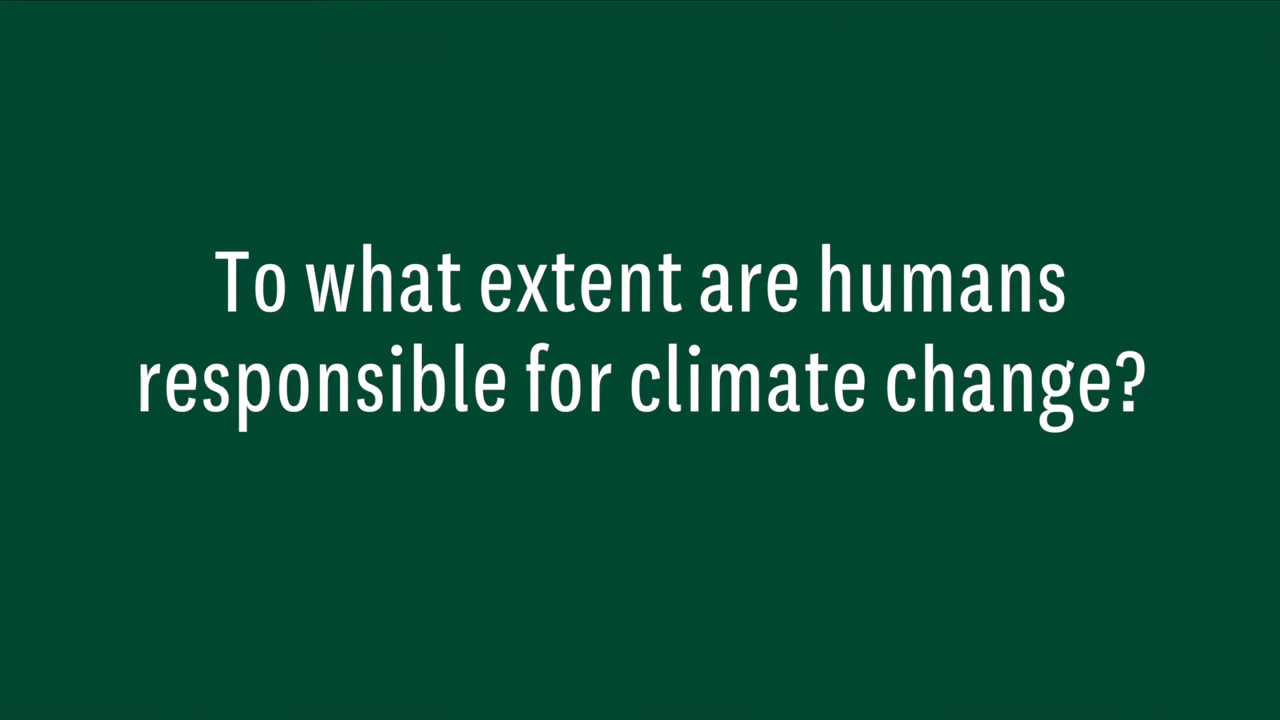 To what extent are humans
responsible for climate change?